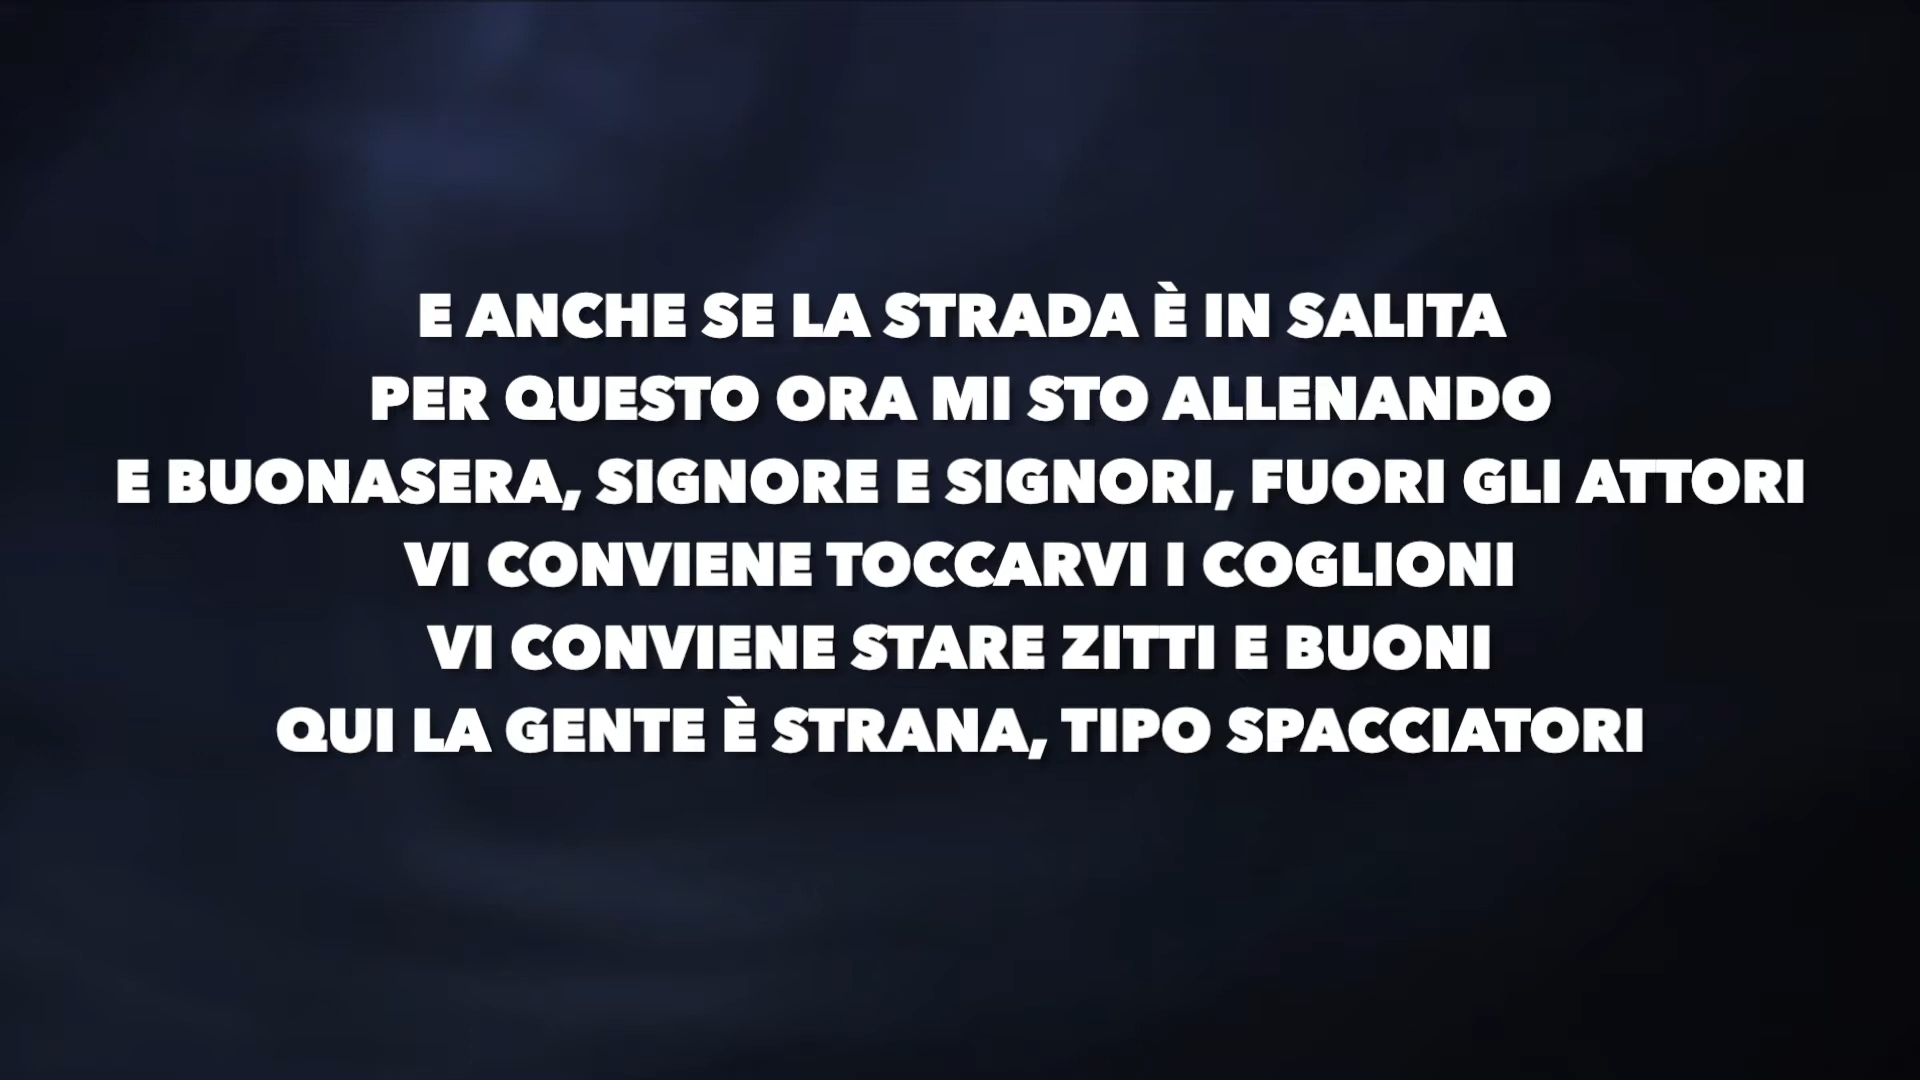 E ANCHE SE LA STRADA È IN SALITA
PER QUESTO ORA MI STO ALLENANDO
E BUONASERA, SIGNORE E SIGNORI, FUORI GLI ATTORI
VI CONVIENE TOCCARVI I COGLIONI
VI CONVIENE STARE ZITTI E BUONI
QUI LA GENTE È STRANA, TIPO SPACCIATORI